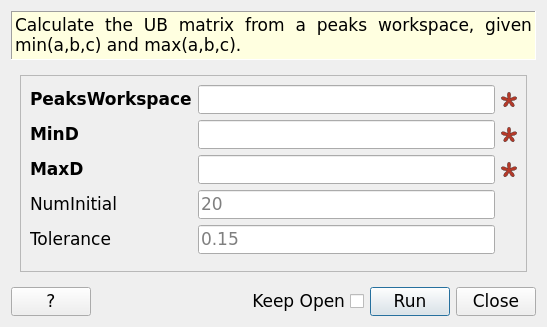 Calculate the UB matrix from a peaks workspace, given
min(a,b,c) and max(a,b,c).
PeaksWorkspace
MinD
MaxD
NumInitial 20
Tolerance 0.15
? Keep Open Run Close